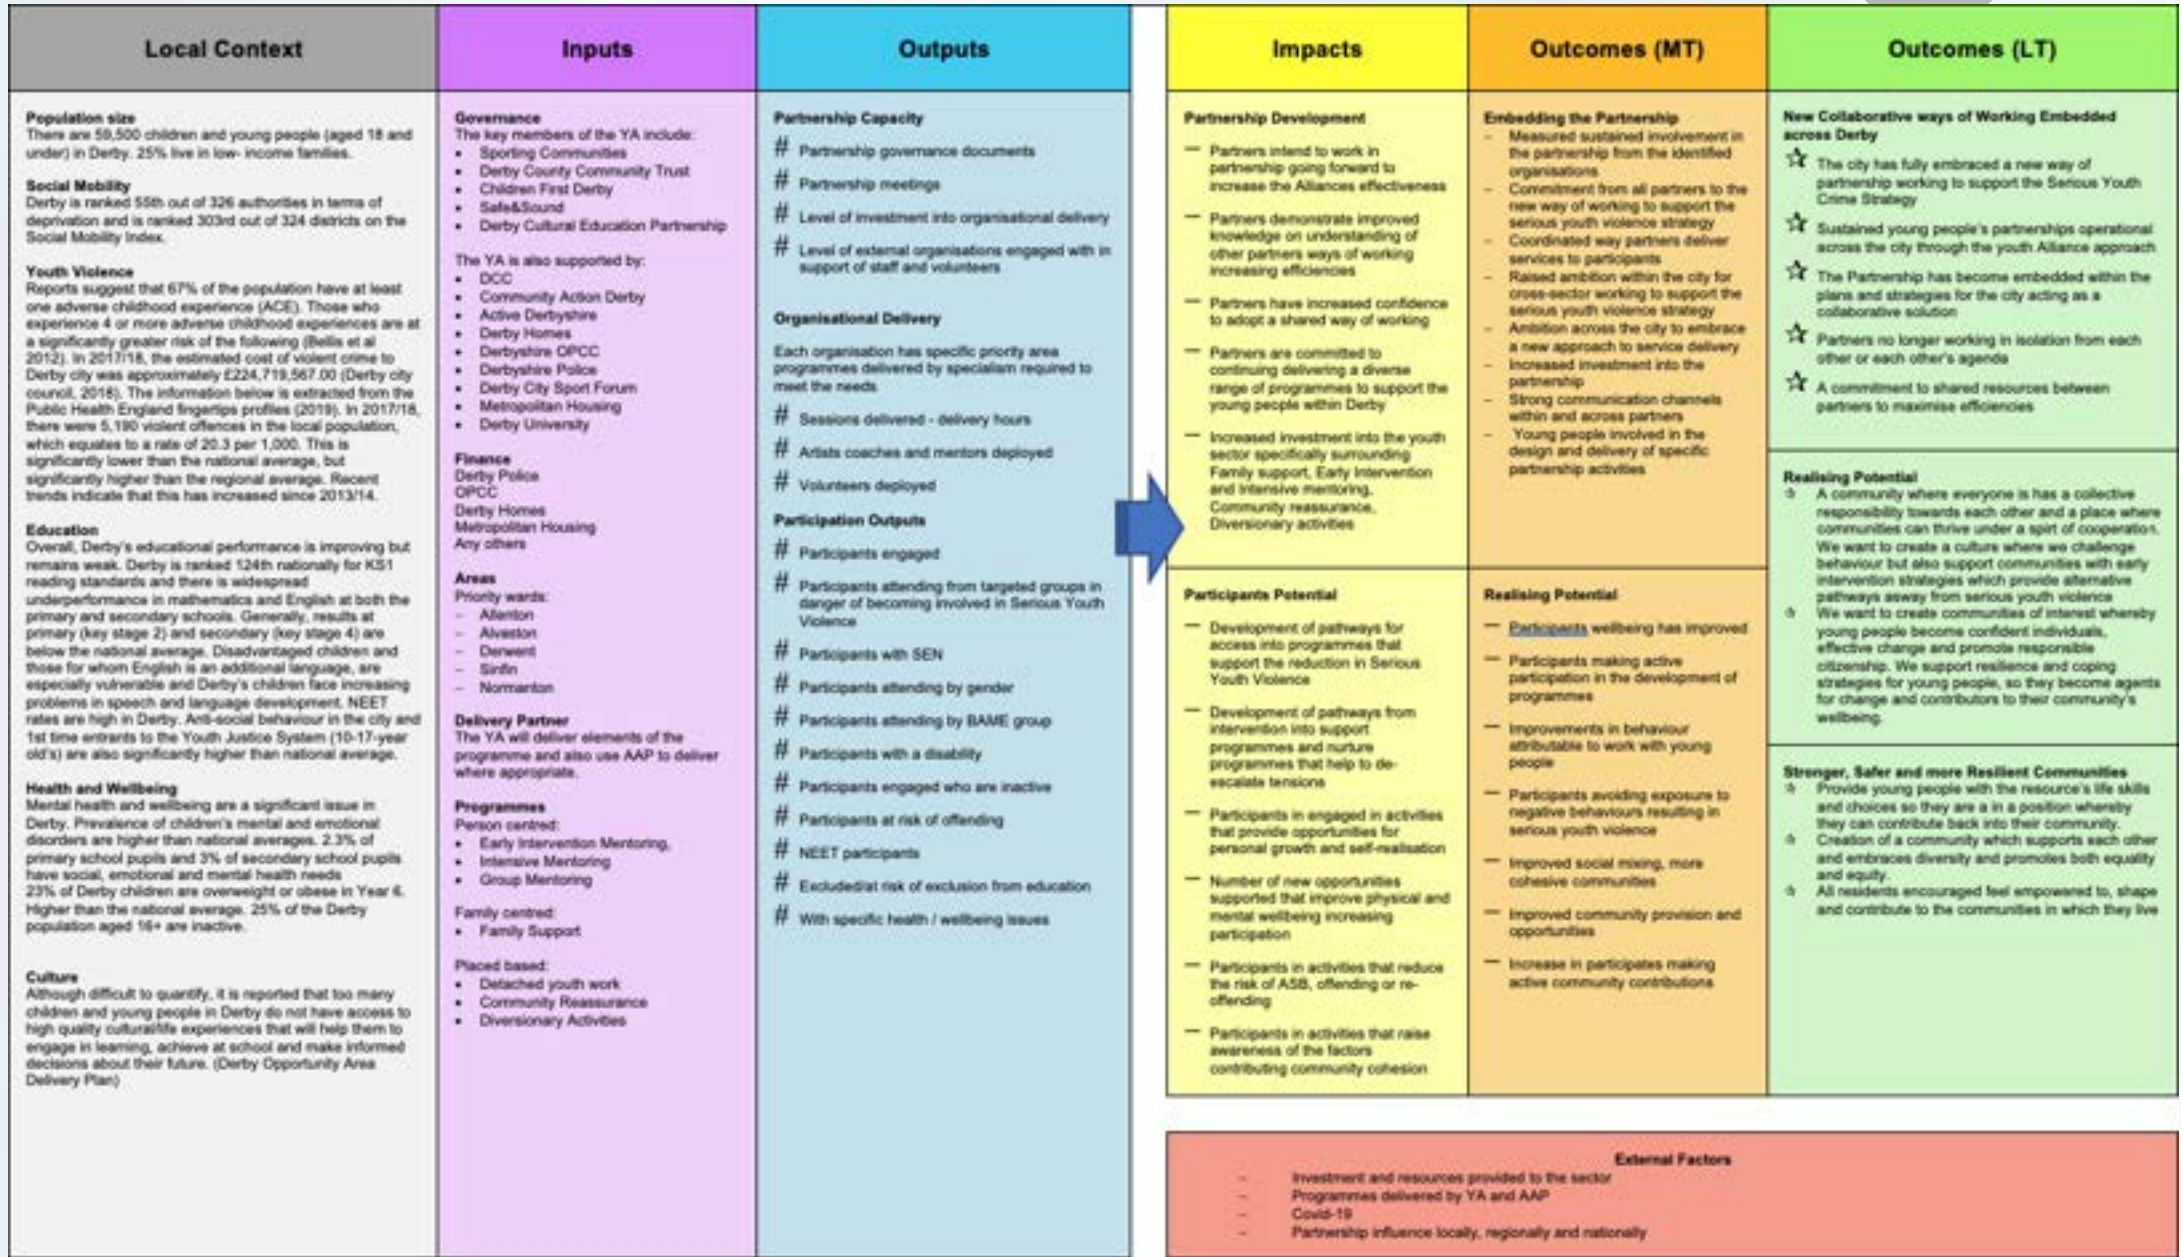 Local Context
Population size
There are 59,500 children and young people (aged 18 and
under) in Derby. 25% live in low- income families.
Social Mobility
Derby is ranked 55th out of 326 authorities in terms of
deprivation and is ranked 303rd out of 324 districts on the
Social Mobility Index.
Youth Violence
Reports suggest that 67% of the population have at least
one adverse childhood experience (ACE). Those who
experience 4 or more adverse childhood experiences are at
a significantly greater risk of the following (Bellis et al
2012). In 2017/18, the estimated cost of violent crime to
Derby city was approximately £224,719,567.00 (Derby city
council, 2018). The information below is extracted from the
Public Health England fingertips profiles (2019). In 2017/18,
there were 5,190 violent offences in the local population,
which equates to a rate of 20.3 per 1,000. This is
significantly lower than the national average, but
significantly higher than the regional average. Recent
trends indicate that this has increased since 2013/14.
Education
Overall, Derby's educational performance is improving but
remains weak. Derby is ranked 124th nationally for KS1
reading standards and there is widespread
underperformance in mathematics and English at both the
primary and secondary schools. Generally, results at
primary (key stage 2) and secondary (key stage 4) are
below the national average. Disadvantaged children and
those for whom English is an additional language, are
especially vulnerable and Derby's children face increasing
problems in speech and language development. NEET
rates are high in Derby. Anti-social behaviour in the city and
1st time entrants to the Youth Justice System (10-17-year
old's) are also significantly higher than national average.
Health and Wellbeing
Mental health and wellbeing are a significant issue in
Derby. Prevalence of children's mental and emotional
disorders are higher than national averages. 2.3% of
primary school pupils and 3% of secondary school pupils
have social, emotional and mental health needs
23% of Derby children are overweight or obese in Year 6.
Higher than the national average. 25% of the Derby
population aged 16+ are inactive.
Culture
Although difficult to quantify, it is reported that too many
children and young people in Derby do not have access to
high quality cultural/life experiences that will help them to
engage in learning, achieve at school and make informed
decisions about their future. (Derby Opportunity Area
Delivery Plan)
Inputs
Governance
The key members of the YA include:
• Sporting Communities
• Derby County Community Trust
• Children First Derby
• Safe&Sound
• Derby Cultural Education Partnership
The YA is also supported by:
• DCC
• Community Action Derby
• Active Derbyshire
• Derby Homes
• Derbyshire OPCC
• Derbyshire Police
• Derby City Sport Forum
• Metropolitan Housing
• Derby University
Finance
Derby Police
OPCC
Derby Homes
Metropolitan Housing
Any others
Areas
Priority wards:
– Allenton
– Alvaston
– Derwent
– Sinfin
– Normanton
Delivery Partner
The YA will deliver elements of the
programme and also use AAP to deliver
where appropriate.
Programmes
Person centred:
• Early Intervention Mentoring,
• Intensive Mentoring
• Group Mentoring
Family centred:
• Family Support
Placed based:
• Detached youth work
• Community Reassurance
• Diversionary Activities
Outputs
Partnership Capacity
# Partnership governance documents
# Partnership meetings
# Level of investment into organisational delivery
# Level of external organisations engaged with in
support of staff and volunteers
Organisational Delivery
Each organisation has specific priority area
programmes delivered by specialism required to
meet the needs
# Sessions delivered - delivery hours
# Artists coaches and mentors deployed
# Volunteers deployed
Participation Outputs
# Participants engaged
# Participants attending from targeted groups in
danger of becoming involved in Serious Youth
Violence
# Participants with SEN
# Participants attending by gender
# Participants attending by BAME group
# Participants with a disability
# Participants engaged who are inactive
# Participants at risk of offending
# NEET participants
# Excluded/at risk of exclusion from education
# With specific health / wellbeing issues
Impacts
Partnership Development
— Partners intend to work in
partnership going forward to
increase the Alliances effectiveness
— Partners demonstrate improved
knowledge on understanding of
other partners ways of working
increasing efficiencies
— Partners have increased confidence
to adopt a shared way of working
— Partners are committed to
continuing delivering a diverse
range of programmes to support the
young people within Derby
— Increased investment into the youth
sector specifically surrounding
Family support, Early Intervention
and Intensive mentoring,
Community reassurance,
Diversionary activities
Participants Potential
— Development of pathways for
access into programmes that
support the reduction in Serious
Youth Violence
— Development of pathways from
intervention into support
programmes and nurture
programmes that help to de-
escalate tensions
— Participants in engaged in activities
that provide opportunities for
personal growth and self-realisation
— Number of new opportunities
supported that improve physical and
mental wellbeing increasing
participation
— Participants in activities that reduce
the risk of ASB, offending or re-
offending
— Participants in activities that raise
awareness of the factors
contributing community cohesion
Outcomes (MT)
Embedding the Partnership
– Measured sustained involvement in
the partnership from the identified
organisations
– Commitment from all partners to the
new way of working to support the
serious youth violence strategy
– Coordinated way partners deliver
services to participants
– Raised ambition within the city for
cross-sector working to support the
serious youth violence strategy
– Ambition across the city to embrace
a new approach to service delivery
– Increased investment into the
partnership
– Strong communication channels
within and across partners
– Young people involved in the
design and delivery of specific
partnership activities
Realising Potential
— Participants wellbeing has improved
— Participants making active
participation in the development of
programmes
— Improvements in behaviour
attributable to work with young
people
— Participants avoiding exposure to
negative behaviours resulting in
serious youth violence
— Improved social mixing, more
cohesive communities
— Improved community provision and
opportunities
— Increase in participates making
active community contributions
Outcomes (LT)
New Collaborative ways of Working Embedded
across Derby
☆ The city has fully embraced a new way of
partnership working to support the Serious Youth
Crime Strategy
☆ Sustained young people's partnerships operational
across the city through the youth Alliance approach
☆ The Partnership has become embedded within the
plans and strategies for the city acting as a
collaborative solution
☆ Partners no longer working in isolation from each
other or each other's agenda
☆ A commitment to shared resources between
partners to maximise efficiencies
Realising Potential
☆ A community where everyone is has a collective
responsibility towards each other and a place where
communities can thrive under a spirt of cooperation.
We want to create a culture where we challenge
behaviour but also support communities with early
intervention strategies which provide alternative
pathways asway from serious youth violence
☆ We want to create communities of interest whereby
young people become confident individuals,
effective change and promote responsible
citizenship. We support resilience and coping
strategies for young people, so they become agents
for change and contributors to their community's
wellbeing.
Stronger, Safer and more Resilient Communities
☆ Provide young people with the resource's life skills
and choices so they are a in a position whereby
they can contribute back into their community.
☆ Creation of a community which supports each other
and embraces diversity and promotes both equality
and equity.
☆ All residents encouraged feel empowered to, shape
and contribute to the communities in which they live
External Factors
– Investment and resources provided to the sector
– Programmes delivered by YA and AAP
– Covid-19
– Partnership influence locally, regionally and nationally